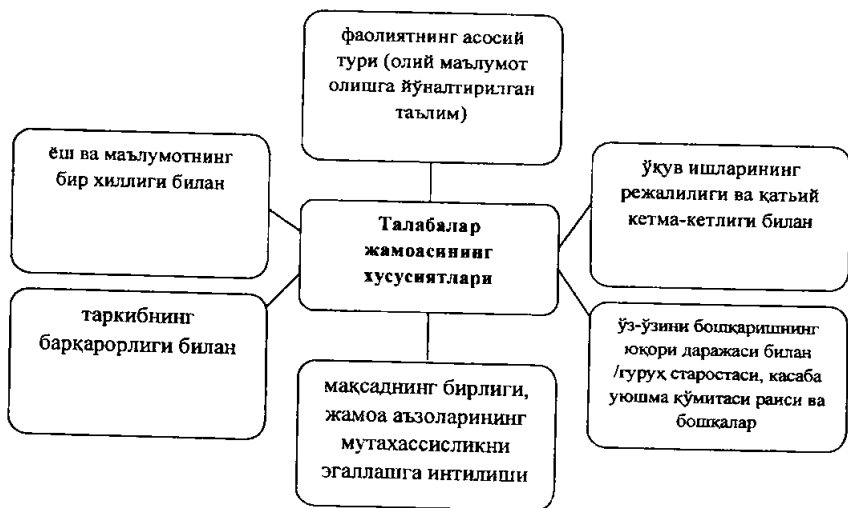 фаолиятнинг асосий
тури (олий маълумот
олишга йўналтирилган
таълим)
ёш ва маълумотнинг
бир хиллиги билан
ўқув ишларининг
режалилиги ва қатъий
кетма-кетлиги билан
Талабалар
жамоасининг
хусусиятлари
таркибнинг
барқарорлиги билан
ўз-ўзини бошқаришнинг
юқори даражаси билан
/гуруҳ старостаси, касаба
уюшма қўмитаси раиси ва
бошқалар
мақсаднинг бирлиги,
жамоа аъзоларининг
мутахассисликни
эгаллашга интилиши